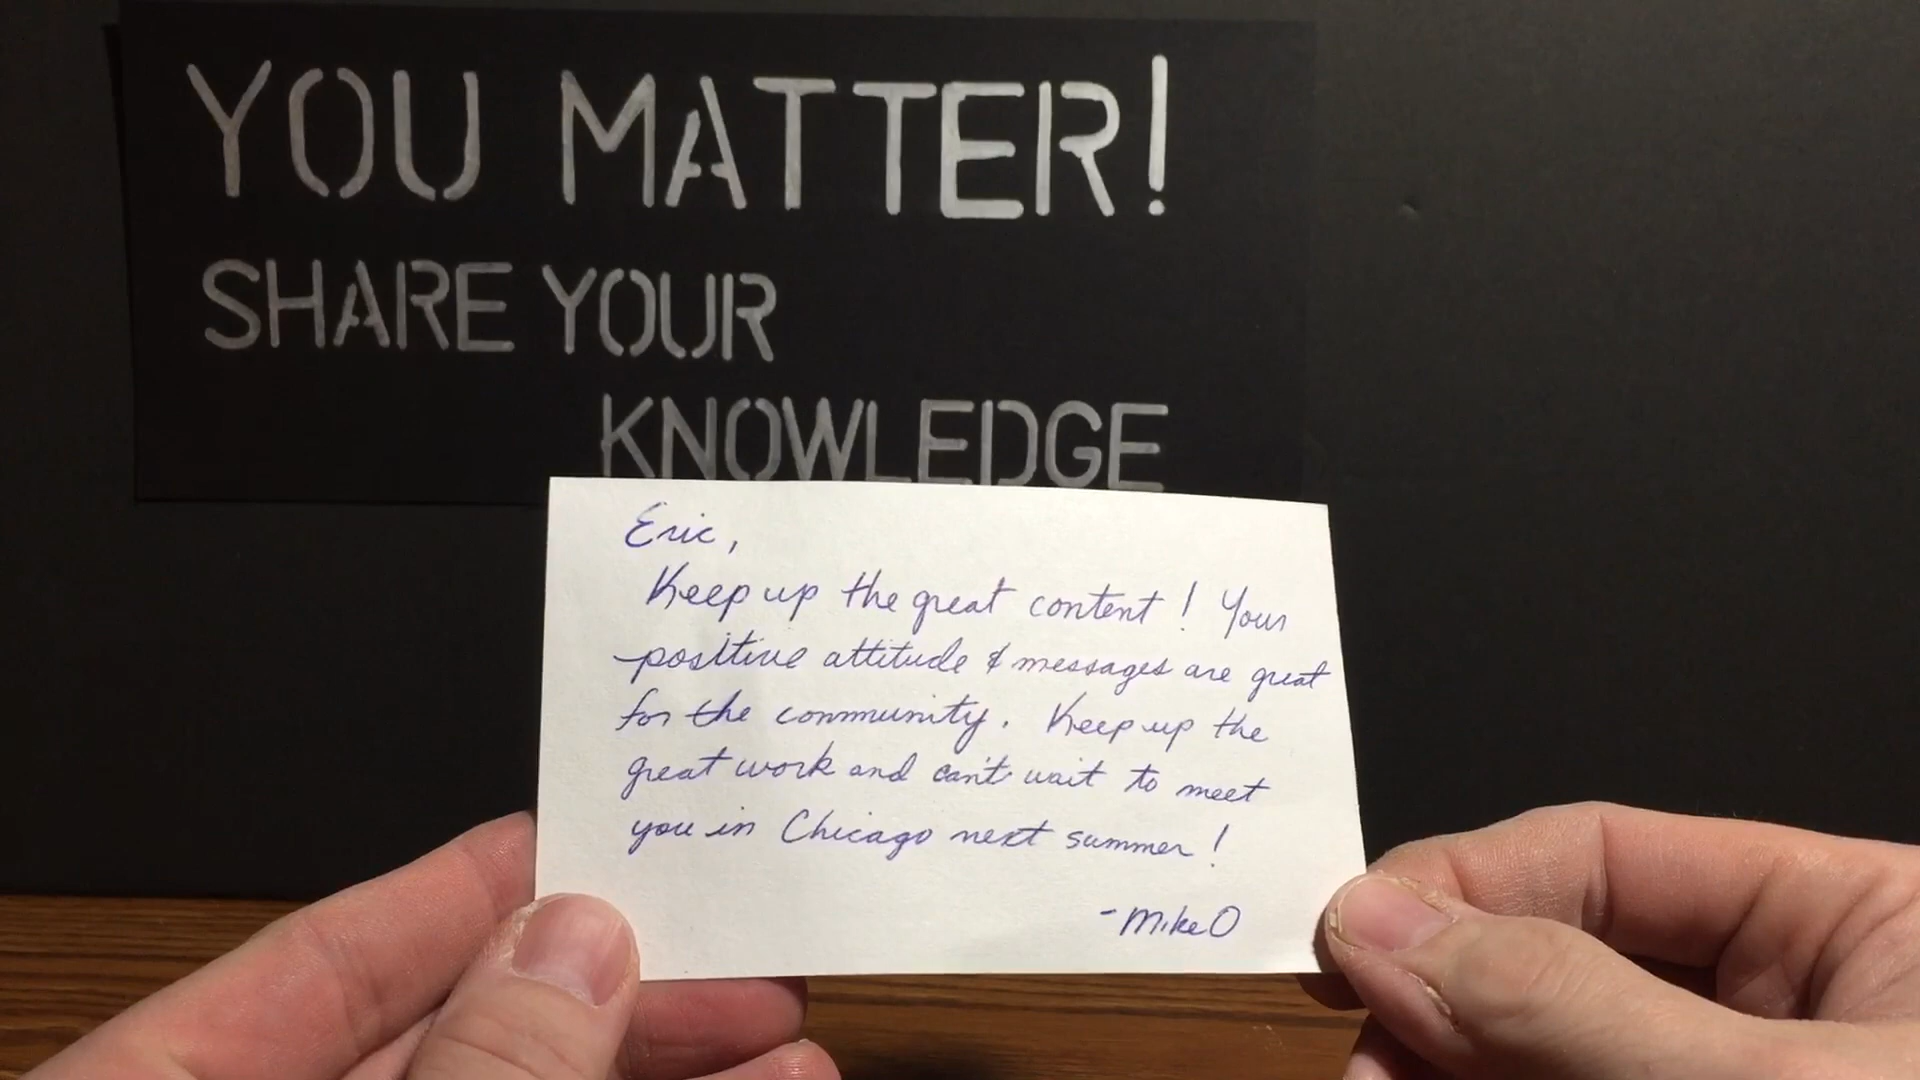 YOU MATTER!
SHARE YOUR
KNOWLEDGE
Eric,
Keep up the great content! Your
positive attitude & messages are great
for the community. Keep up the
great work and can't wait to meet
you in Chicago next summer!
-MikeO